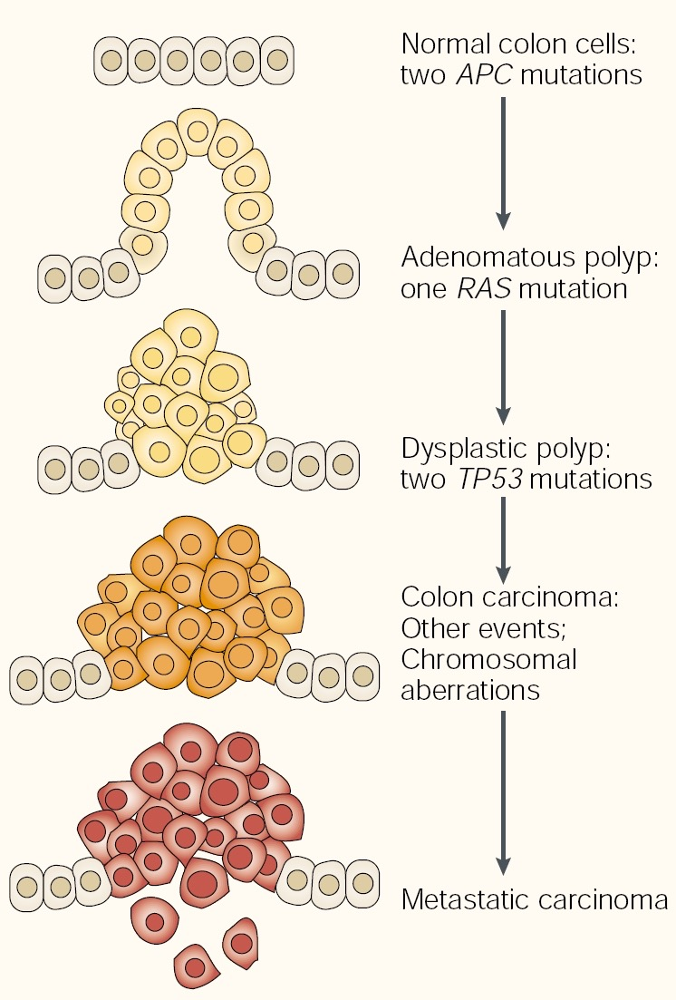 Normal colon cells:
two APC mutations
Adenomatous polyp:
one RAS mutation
Dysplastic polyp:
two TP53 mutations
Colon carcinoma:
Other events;
Chromosomal
aberrations
Metastatic carcinoma